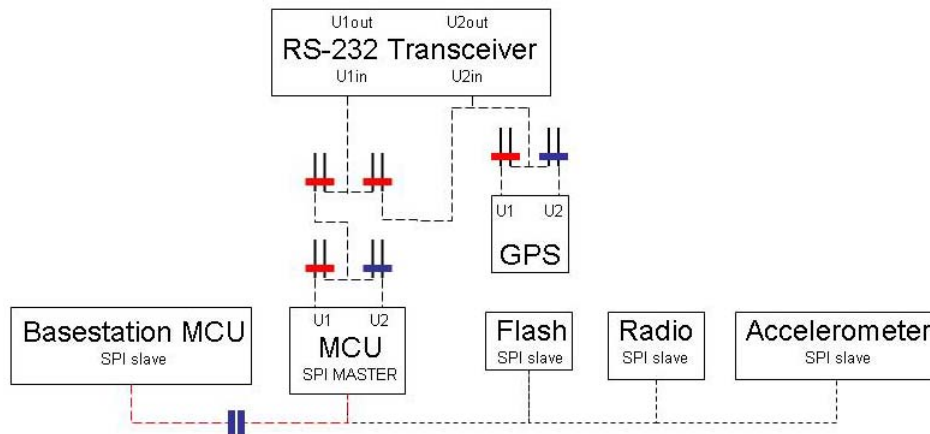 U1out U2out
RS-232 Transceiver
U1in U2in
U1 U2
GPS
Basestation MCU
SPI slave
U1 U2
MCU
SPI MASTER
Flash
SPI slave
Radio
SPI slave
Accelerometer
SPI slave